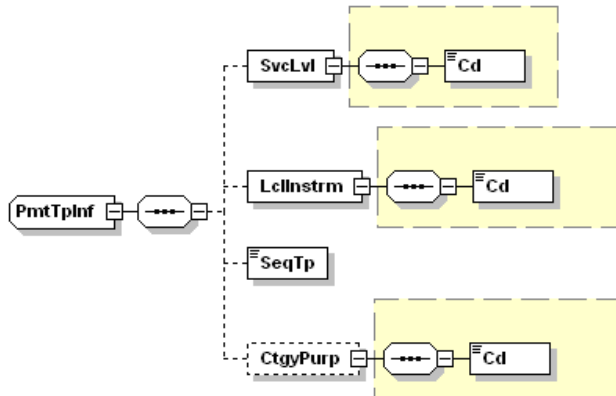 SvcLvl
Cd
LclInstrm
Cd
PmtTpInf
SeqTp
CtgyPurp
Cd